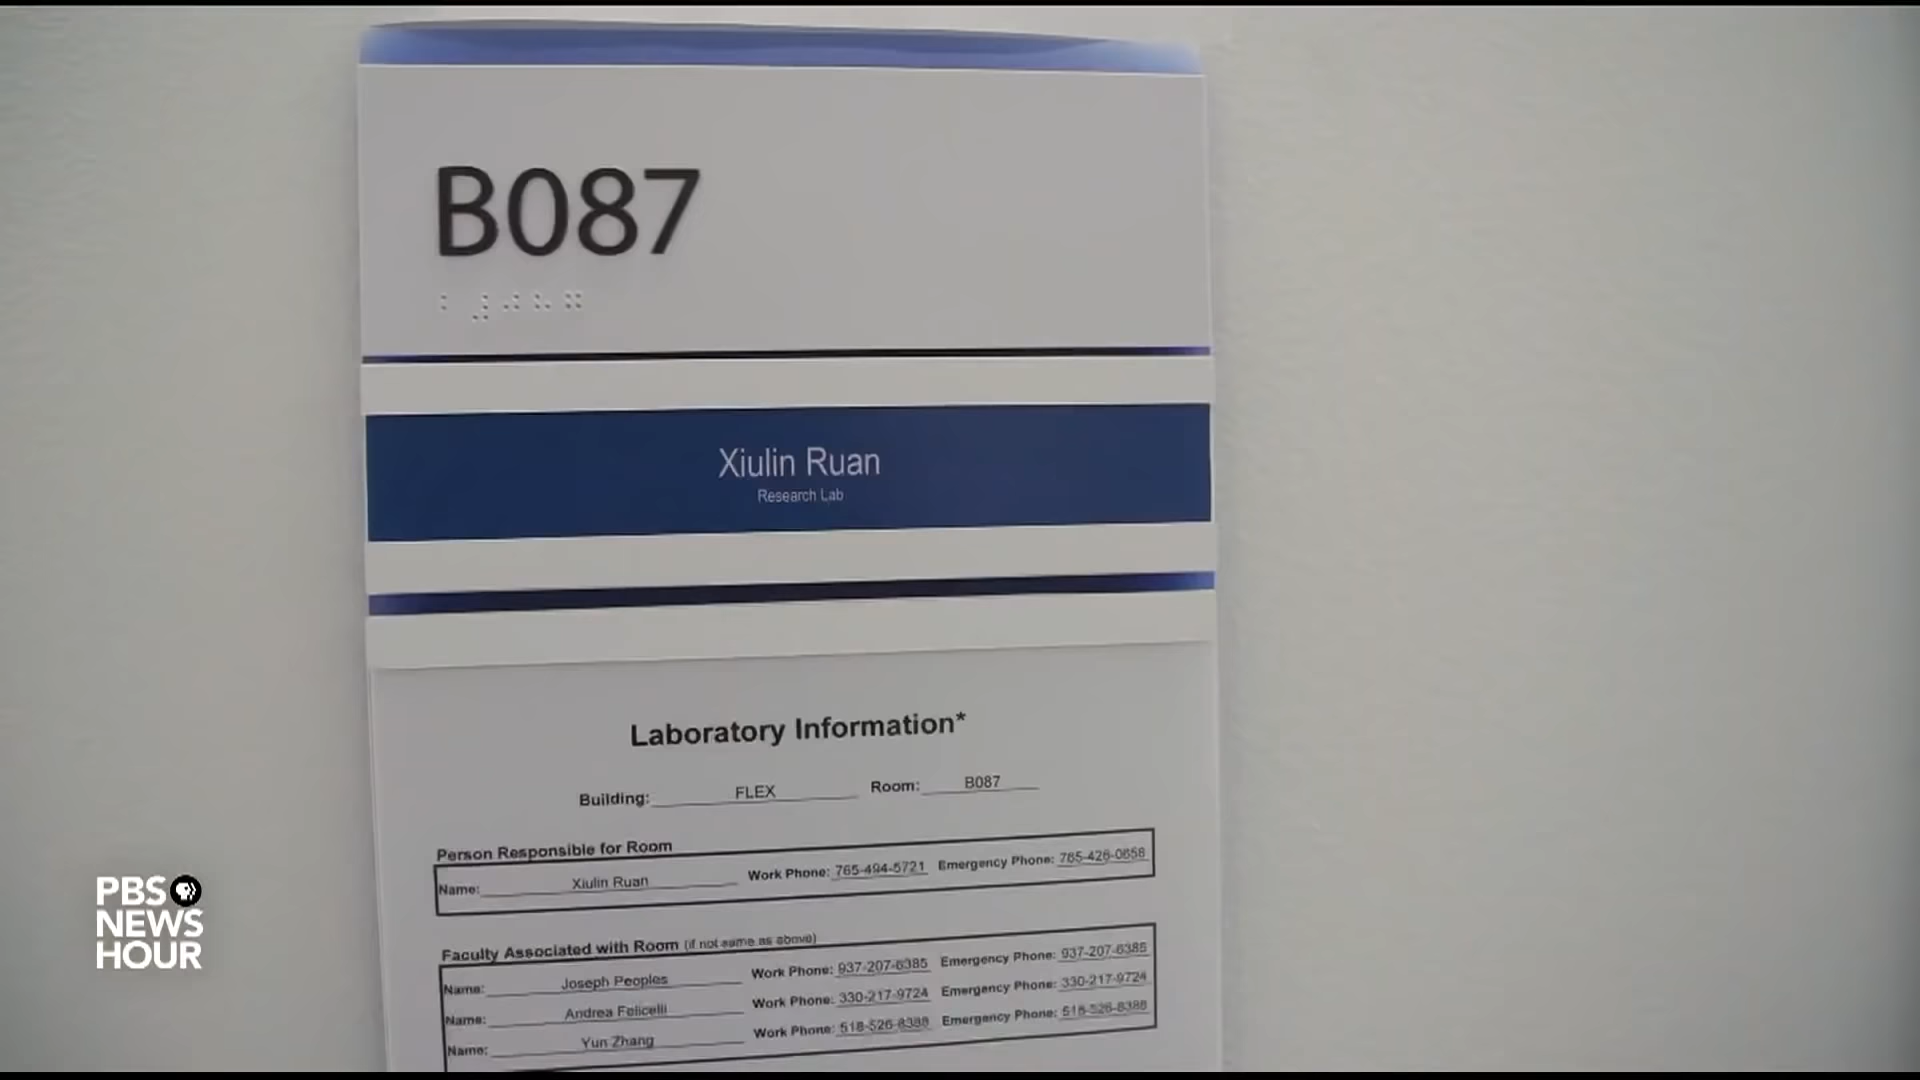 B087
Xiulin Ruan
Research Lab
Laboratory Information*
Building: FLEX Room: B087
Person Responsible for Room
Name: Xiulin Ruan Work Phone: 765-494-5721 Emergency Phone: 765-426-0658
Faculty Associated with Room (if not same as above)
Name: Joseph Peoples Work Phone: 937-207-6385 Emergency Phone: 937-207-6385
Name: Andrea Felicelli Work Phone: 330-217-9724 Emergency Phone: 330-217-9724
Name: Yun Zhang Work Phone: 518-526-8388 Emergency Phone: 518-526-8388
PBS
NEWS
HOUR